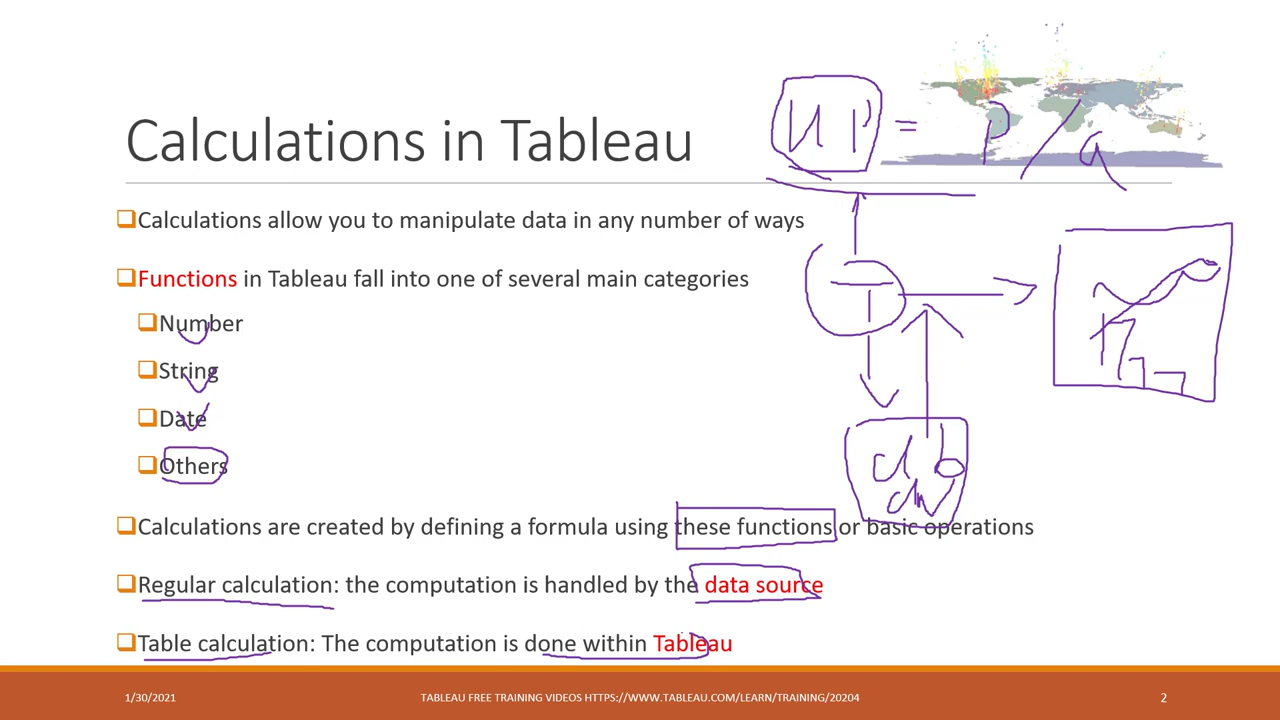 UP = P/a
Calculations in Tableau
❑Calculations allow you to manipulate data in any number of ways
❑Functions in Tableau fall into one of several main categories
❑Number
❑String
❑Date
❑Others
T
db
dw
❑Calculations are created by defining a formula using these functions or basic operations
❑Regular calculation: the computation is handled by the data source
❑Table calculation: The computation is done within Tableau
1/30/2021 TABLEAU FREE TRAINING VIDEOS HTTPS://WWW.TABLEAU.COM/LEARN/TRAINING/20204 2